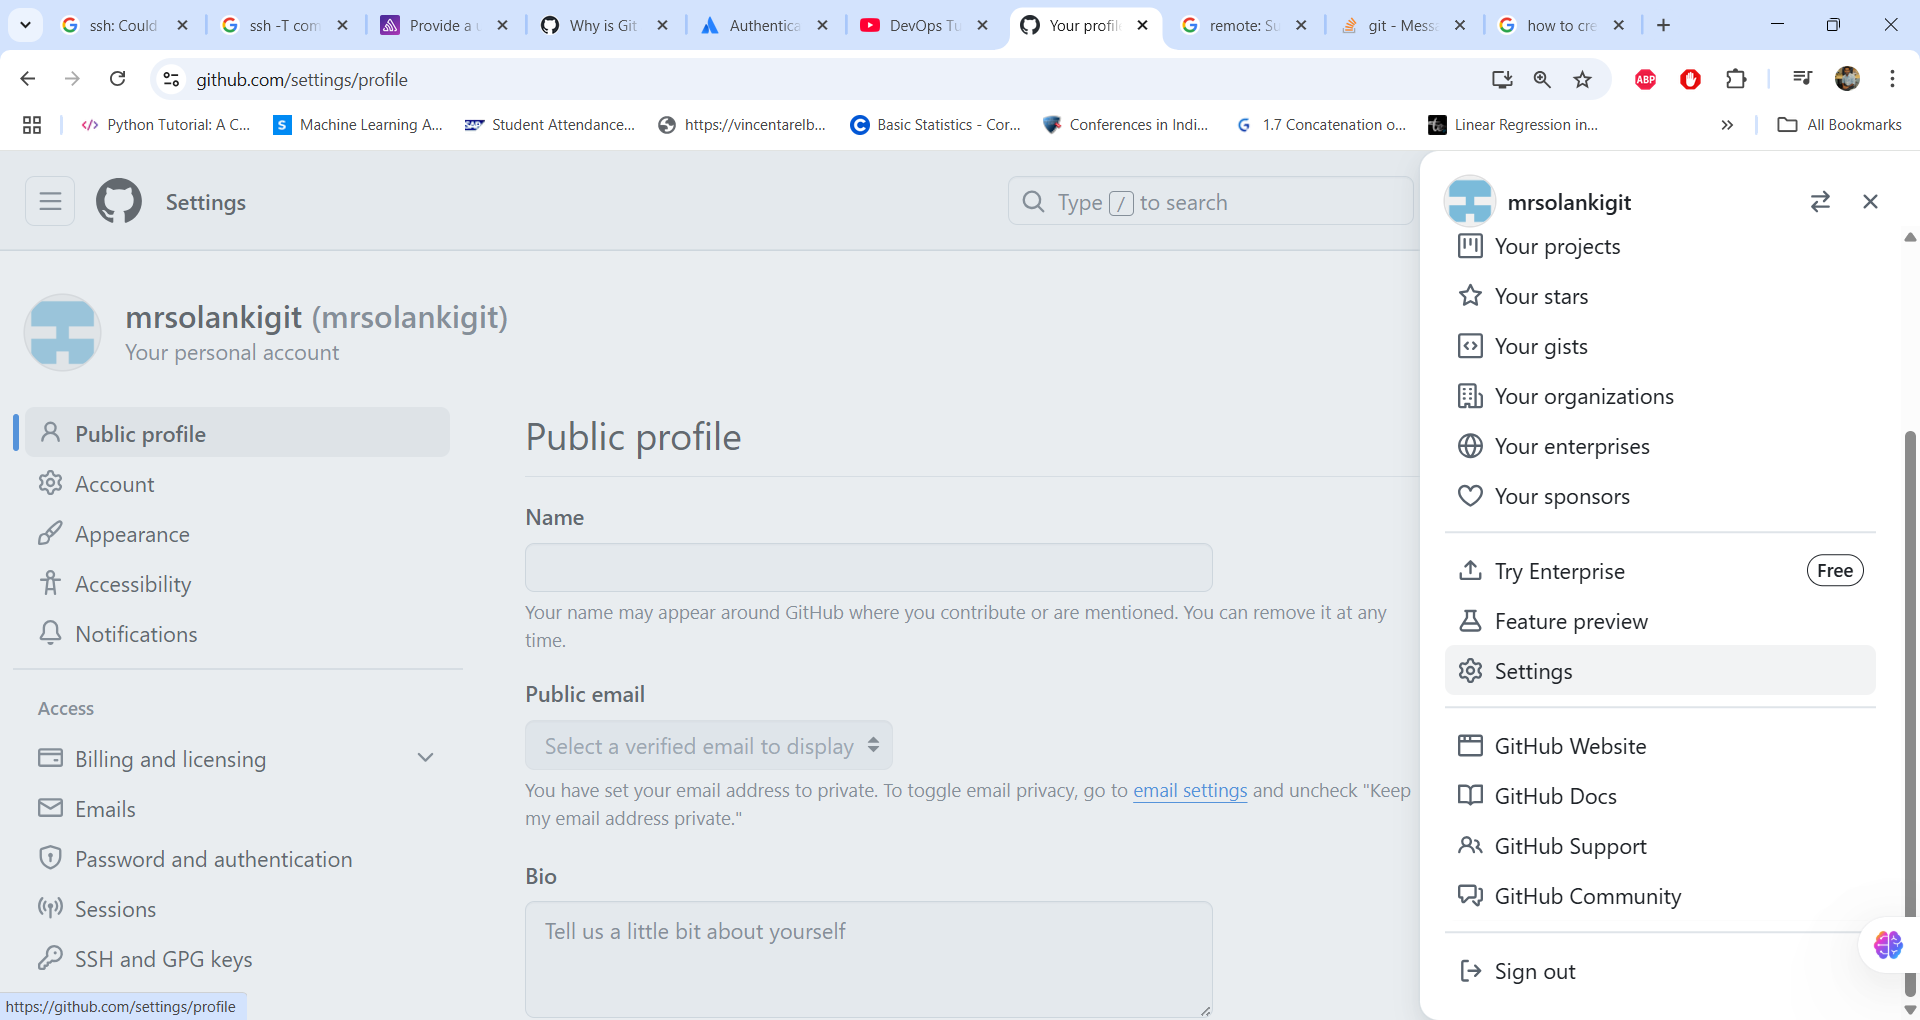 ssh: Could
ssh -T com
Provide a u
Why is Git
Authentica
DevOps Tu
Your profile
remote: Su
git - Messa
how to cre
github.com/settings/profile
ABP
Python Tutorial: A C...
S
Machine Learning A...
SAP
Student Attendance...
https://vincentarelb...
Basic Statistics - Cor...
Conferences in Indi...
1.7 Concatenation o...
te
Linear Regression in...
All Bookmarks
Settings
Type / to search
mrsolankigit
mrsolankigit (mrsolankigit)
Your personal account
Public profile
Account
Appearance
Accessibility
Notifications
Access
Billing and licensing
Emails
Password and authentication
Sessions
SSH and GPG keys
https://github.com/settings/profile
Public profile
Name
Your name may appear around GitHub where you contribute or are mentioned. You can remove it at any
time.
Public email
Select a verified email to display
You have set your email address to private. To toggle email privacy, go to email settings and uncheck "Keep
my email address private."
Bio
Tell us a little bit about yourself
Your projects
Your stars
Your gists
Your organizations
Your enterprises
Your sponsors
Try Enterprise
Free
Feature preview
Settings
GitHub Website
GitHub Docs
GitHub Support
GitHub Community
Sign out